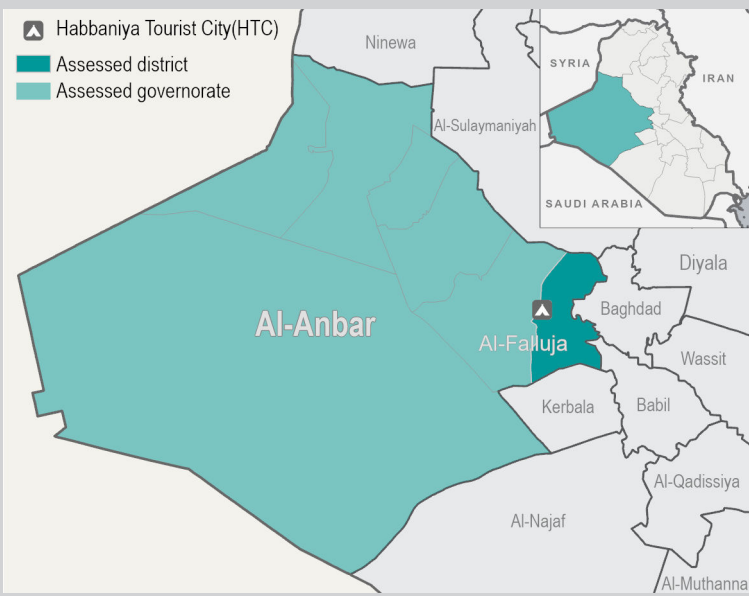 Habbaniya Tourist City(HTC)
Assessed district
Assessed governorate
Ninewa
Al-Sulaymaniyah
SYRIA
IRAN
SAUDI ARABIA
Diyala
Baghdad
Al-Anbar
Al-Falluja
Wassit
Kerbala
Babil
Al-Qadissiya
Al-Najaf
Al-Muthanna